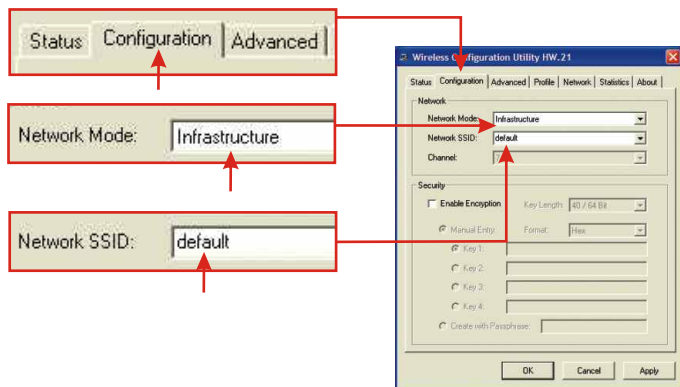 Status Configuration Advanced
Network Mode: Infrastructure
Network SSID: default
Wireless Configuration Utility HW.21
Status Configuration Advanced Profile Network Statistics About
Network
Network Mode: Infrastructure
Network SSID: default
Channel:
Security
Enable Encryption Key Length: 40 / 64 Bit
Manual Entry: Format: Hex
Key 1:
Key 2:
Key 3:
Key 4:
Create with Passphrase:
OK Cancel Apply